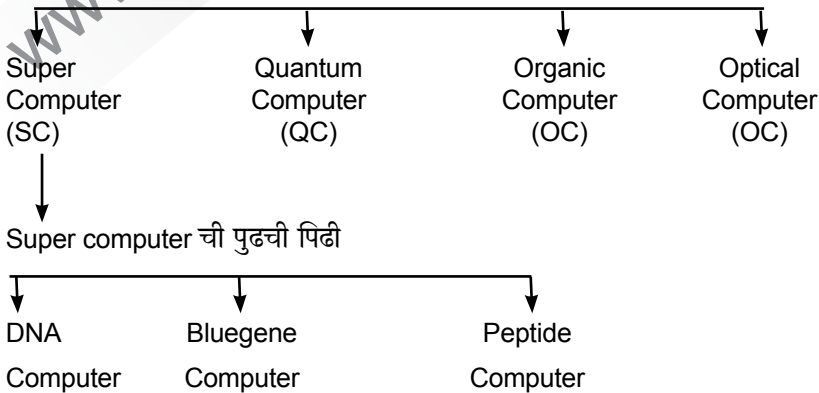 WWW.
Super Quantum Organic Optical
Computer Computer Computer Computer
(SC) (QC) (OC) (OC)
Super computer ची पुढची पिढी
DNA Bluegene Peptide
Computer Computer Computer